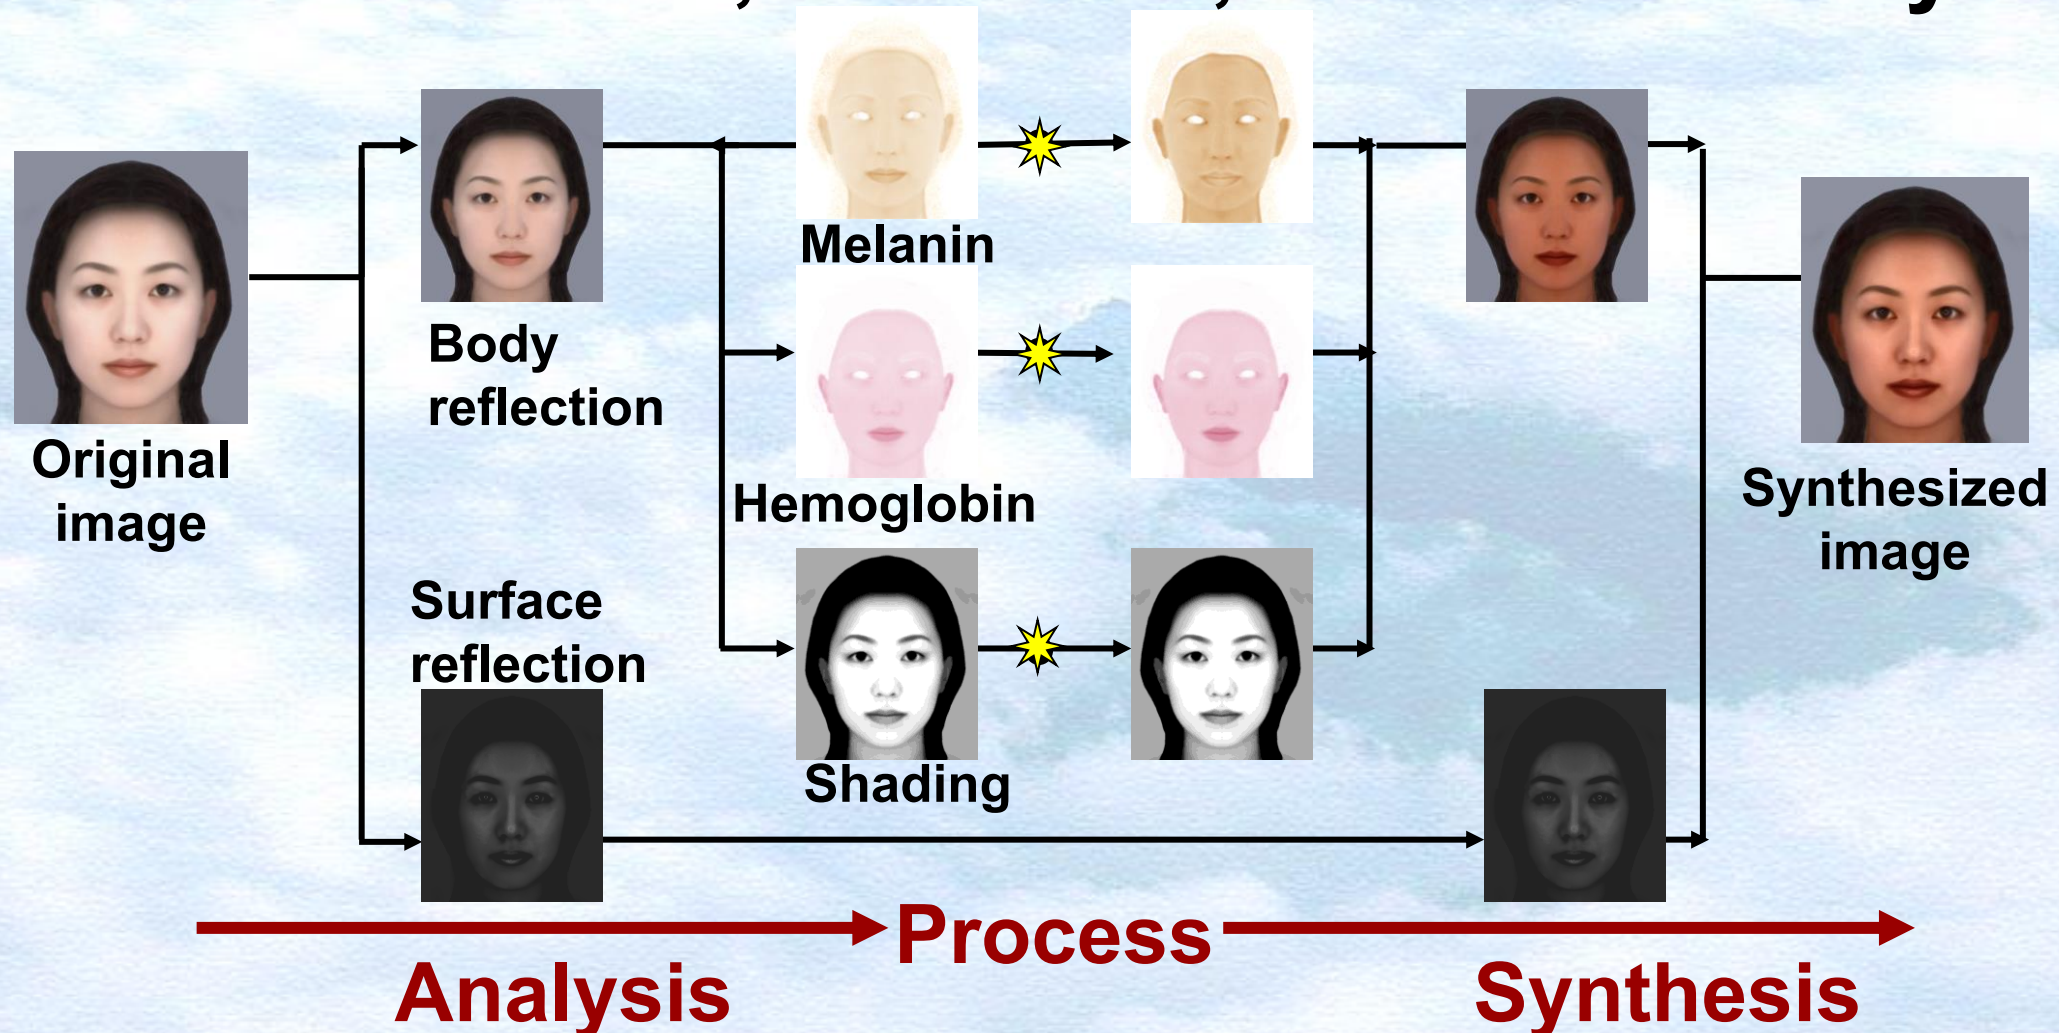 Melanin
Body
reflection
Original
image
Hemoglobin
Synthesized
image
Surface
reflection
Shading
Process
Analysis
Synthesis